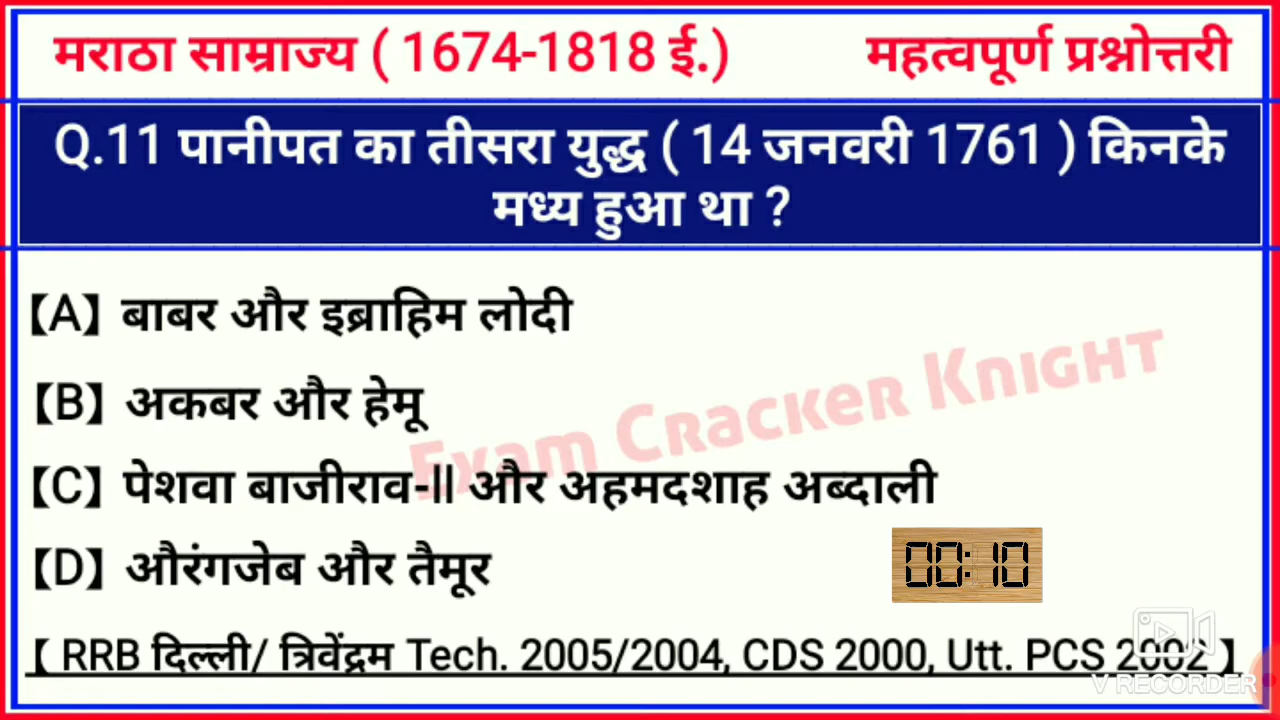 मराठा साम्राज्य ( 1674-1818 ई.) महत्वपूर्ण प्रश्नोत्तरी
Q.11 पानीपत का तीसरा युद्ध ( 14 जनवरी 1761 ) किनके
मध्य हुआ था ?
【A】 बाबर और इब्राहिम लोदी
【B】 अकबर और हेमू
Exam Cracker Knight
【C】 पेशवा बाजीराव-II और अहमदशाह अब्दाली
【D】 औरंगजेब और तैमूर
00:10
【 RRB दिल्ली/ त्रिवेंद्रम Tech. 2005/2004, CDS 2000, Utt. PCS 2002 】
V RECORDER